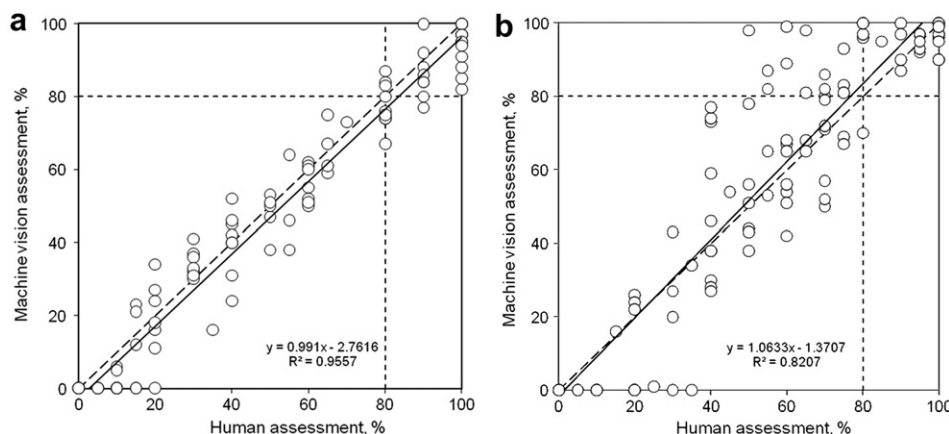 a
Machine vision assessment, %
100
80
60
40
20
0
y = 0.991x - 2.7616
R² = 0.9557
0 20 40 60 80 100
Human assessment, %
b
Machine vision assessment, %
100
80
60
40
20
0
y = 1.0633x - 1.3707
R² = 0.8207
0 20 40 60 80 100
Human assessment, %